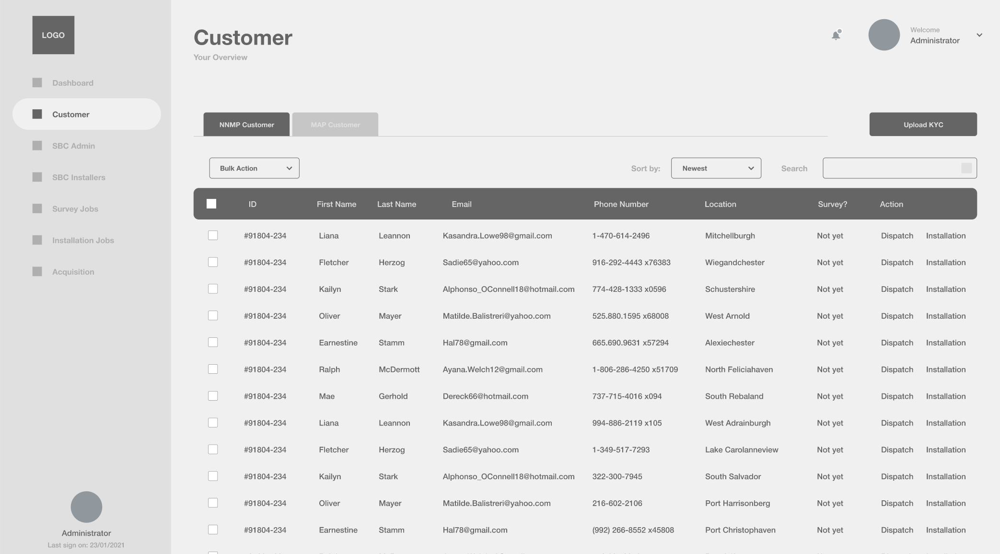 LOGO
Dashboard
Customer
SBC Admin
SBC Installers
Survey Jobs
Installation Jobs
Acquisition
Administrator
Last sign on: 23/01/2021
Customer
Your Overview
Welcome
Administrator
NNMP Customer MAP Customer Upload KYC
Bulk Action Sort by: Newest Search
ID First Name Last Name Email Phone Number Location Survey? Action
#91804-234 Liana Leannon Kasandra.Lowe98@gmail.com 1-470-614-2496 Mitchellburgh Not yet Dispatch Installation
#91804-234 Fletcher Herzog Sadie65@yahoo.com 916-292-4443 x76383 Wiegandchester Not yet Dispatch Installation
#91804-234 Kailyn Stark Alphonso_OConnell18@hotmail.com 774-428-1333 x0596 Schustershire Not yet Dispatch Installation
#91804-234 Oliver Mayer Matilde.Balistreri@yahoo.com 525.880.1595 x68008 West Arnold Not yet Dispatch Installation
#91804-234 Earnestine Stamm Hal78@gmail.com 665.690.9631 x57294 Alexiechester Not yet Dispatch Installation
#91804-234 Ralph McDermott Ayana.Welch12@gmail.com 1-806-286-4250 x51709 North Feliciahaven Not yet Dispatch Installation
#91804-234 Mae Gerhold Dereck66@hotmail.com 737-715-4016 x094 South Rebaland Not yet Dispatch Installation
#91804-234 Liana Leannon Kasandra.Lowe98@gmail.com 994-886-2119 x105 West Adrainburgh Not yet Dispatch Installation
#91804-234 Fletcher Herzog Sadie65@yahoo.com 1-349-517-7293 Lake Carolanneview Not yet Dispatch Installation
#91804-234 Kailyn Stark Alphonso_OConnell18@hotmail.com 322-300-7945 South Salvador Not yet Dispatch Installation
#91804-234 Oliver Mayer Matilde.Balistreri@yahoo.com 216-602-2106 Port Harrisonberg Not yet Dispatch Installation
#91804-234 Earnestine Stamm Hal78@gmail.com (992) 266-8552 x45808 Port Christophaven Not yet Dispatch Installation